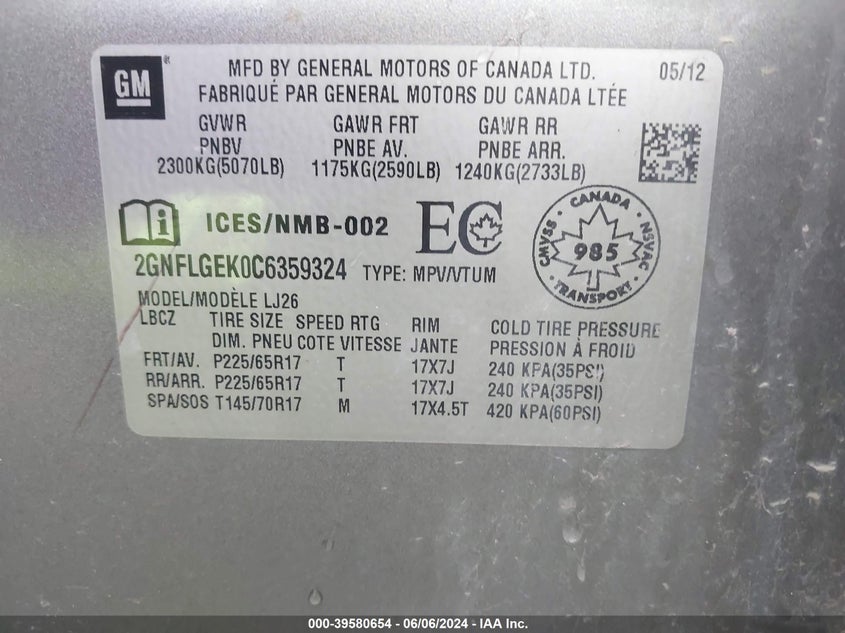 GM
MFD BY GENERAL MOTORS OF CANADA LTD. 05/12
FABRIQUÉ PAR GENERAL MOTORS DU CANADA LTÉE
GVWR GAWR FRT GAWR RR
PNBV PNBE AV. PNBE ARR.
2300KG(5070LB) 1175KG(2590LB) 1240KG(2733LB)
ICES/NMB-002 EC
CANADA
CMVSS 985 NSVAC
TRANSPORT
2GNFLGEK0C6359324 TYPE: MPV/VTUM
MODEL/MODÈLE LJ26
LBCZ TIRE SIZE SPEED RTG RIM COLD TIRE PRESSURE
DIM. PNEU COTE VITESSE JANTE PRESSION À FROID
FRT/AV. P225/65R17 T 17X7J 240 KPA(35PSI)
RR/ARR. P225/65R17 T 17X7J 240 KPA(35PSI)
SPA/SOS T145/70R17 M 17X4.5T 420 KPA(60PSI)
000-39580654 - 06/06/2024 - IAA Inc.